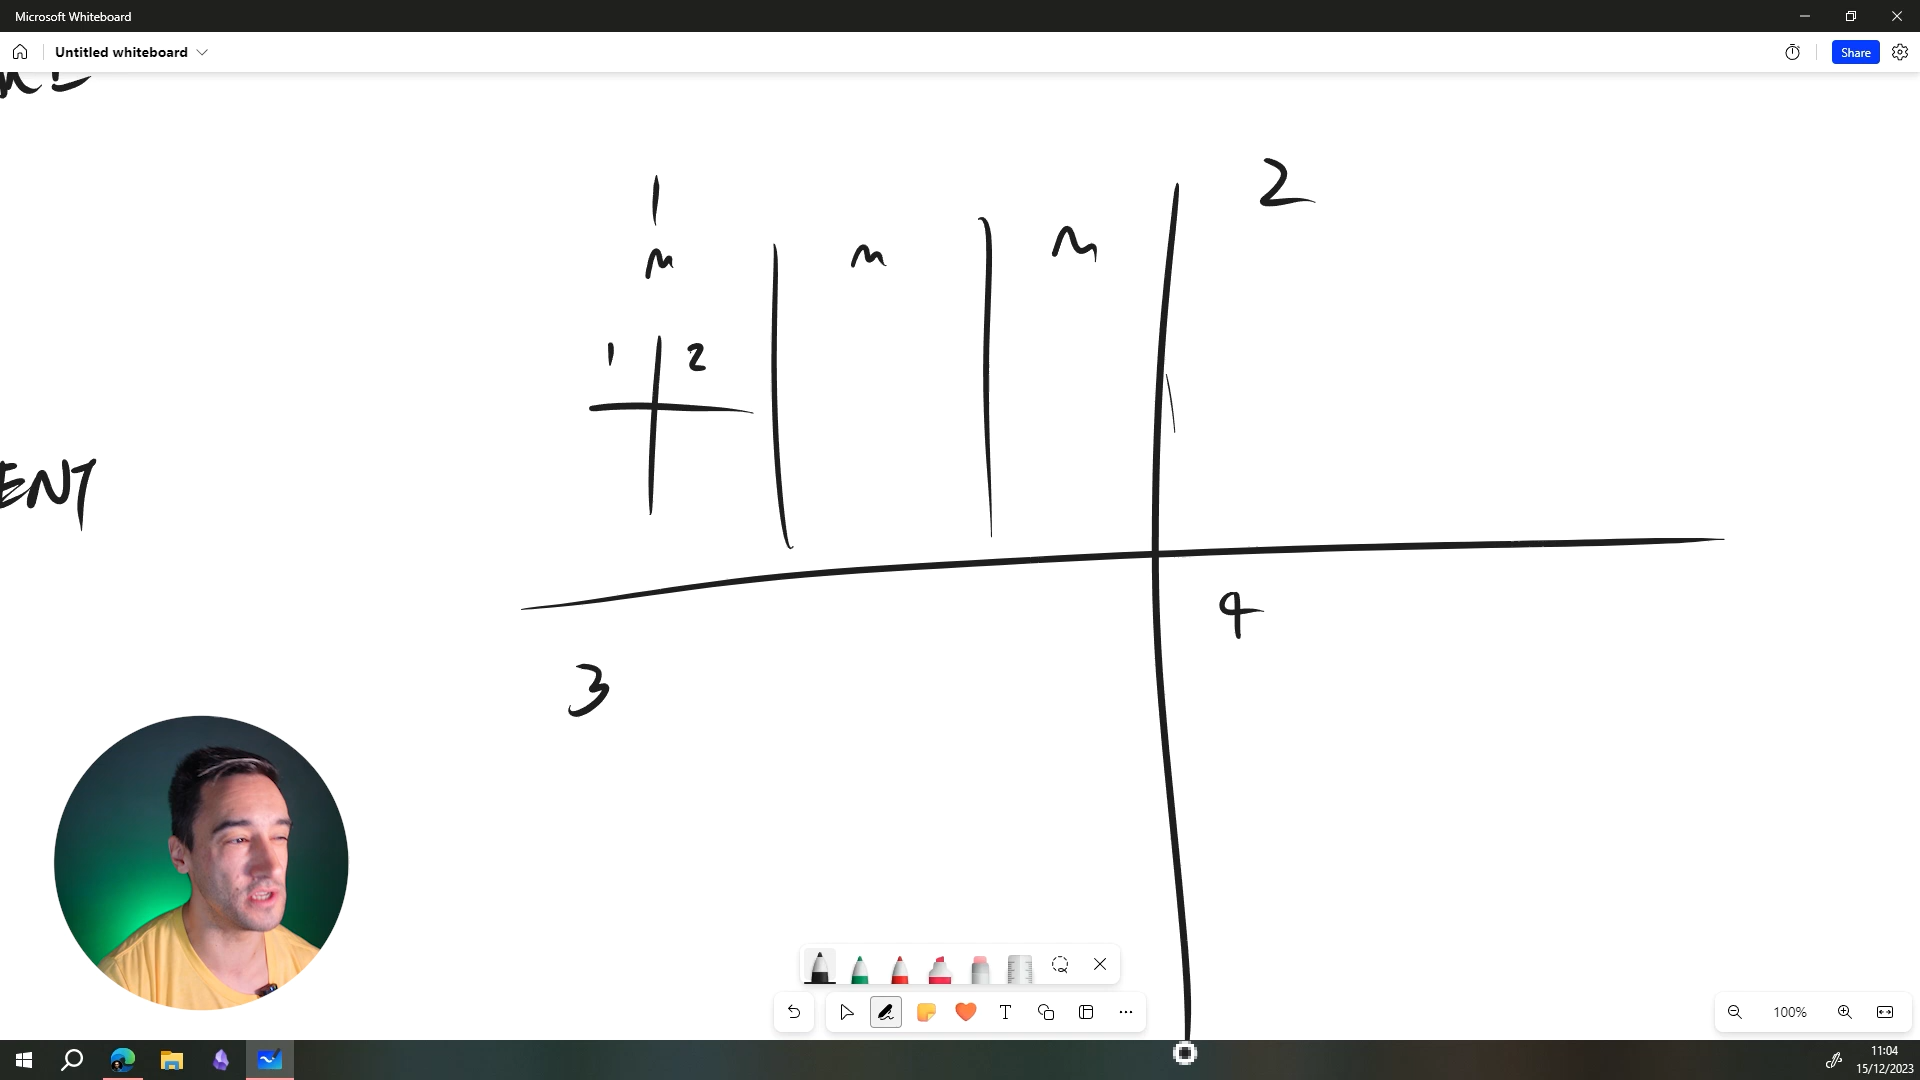 Microsoft Whiteboard
Untitled whiteboard
Share
1
2
m
m
m
1
2
ENT
4
3
T
100%
11:04
15/12/2023